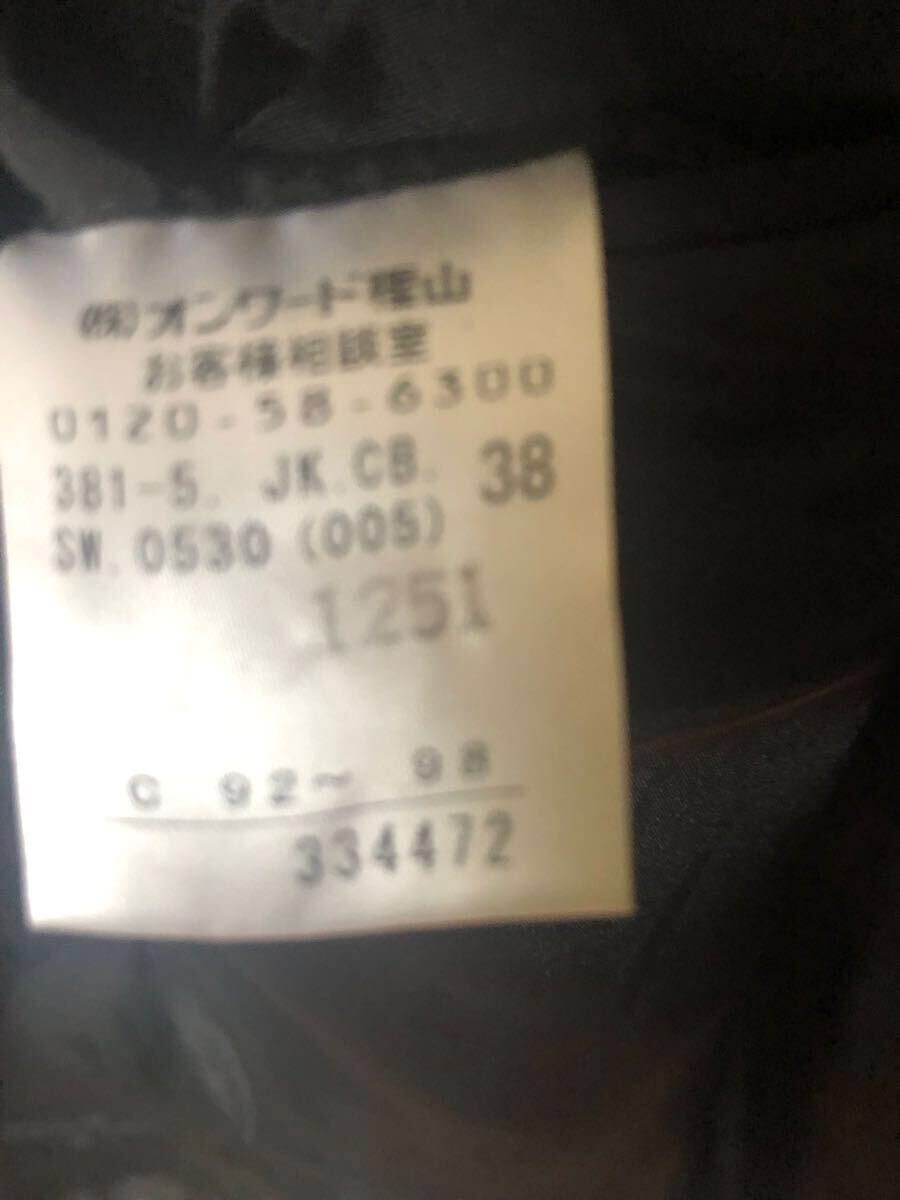 (株)オンワード樫山
お客様相談室
0120-58-6300
381-5. JK.CB. 38
SW.0530 (005)
1251
C 92~ 98
334472